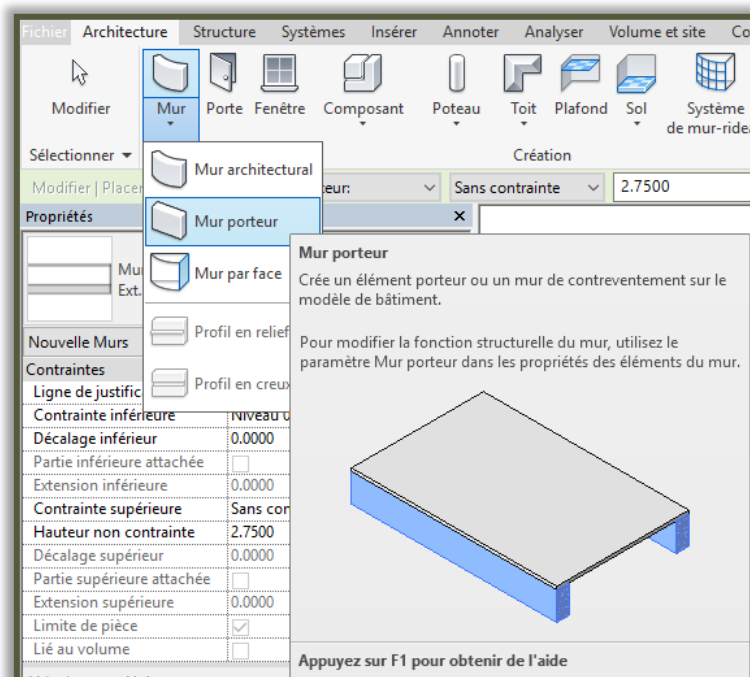 Fichier Architecture Structure Systèmes Insérer Annoter Analyser Volume et site Co
Modifier Mur Porte Fenêtre Composant Poteau Toit Plafond Sol Système
de mur-ridea
Sélectionner Création
Modifier | Placer teur: Sans contrainte 2.7500
Mur architectural
Propriétés
Mur porteur
Mur
Ext.
Mur par face
Profil en relief
Profil en creux
Mur porteur
Crée un élément porteur ou un mur de contreventement sur le
modèle de bâtiment.
Pour modifier la fonction structurelle du mur, utilisez le
paramètre Mur porteur dans les propriétés des éléments du mur.
Appuyez sur F1 pour obtenir de l'aide
Nouvelle Murs
Contraintes
Ligne de justific
Contrainte inférieure Niveau 0
Décalage inférieur 0.0000
Partie inférieure attachée
Extension inférieure 0.0000
Contrainte supérieure Sans con
Hauteur non contrainte 2.7500
Décalage supérieur 0.0000
Partie supérieure attachée
Extension supérieure 0.0000
Limite de pièce
Lié au volume